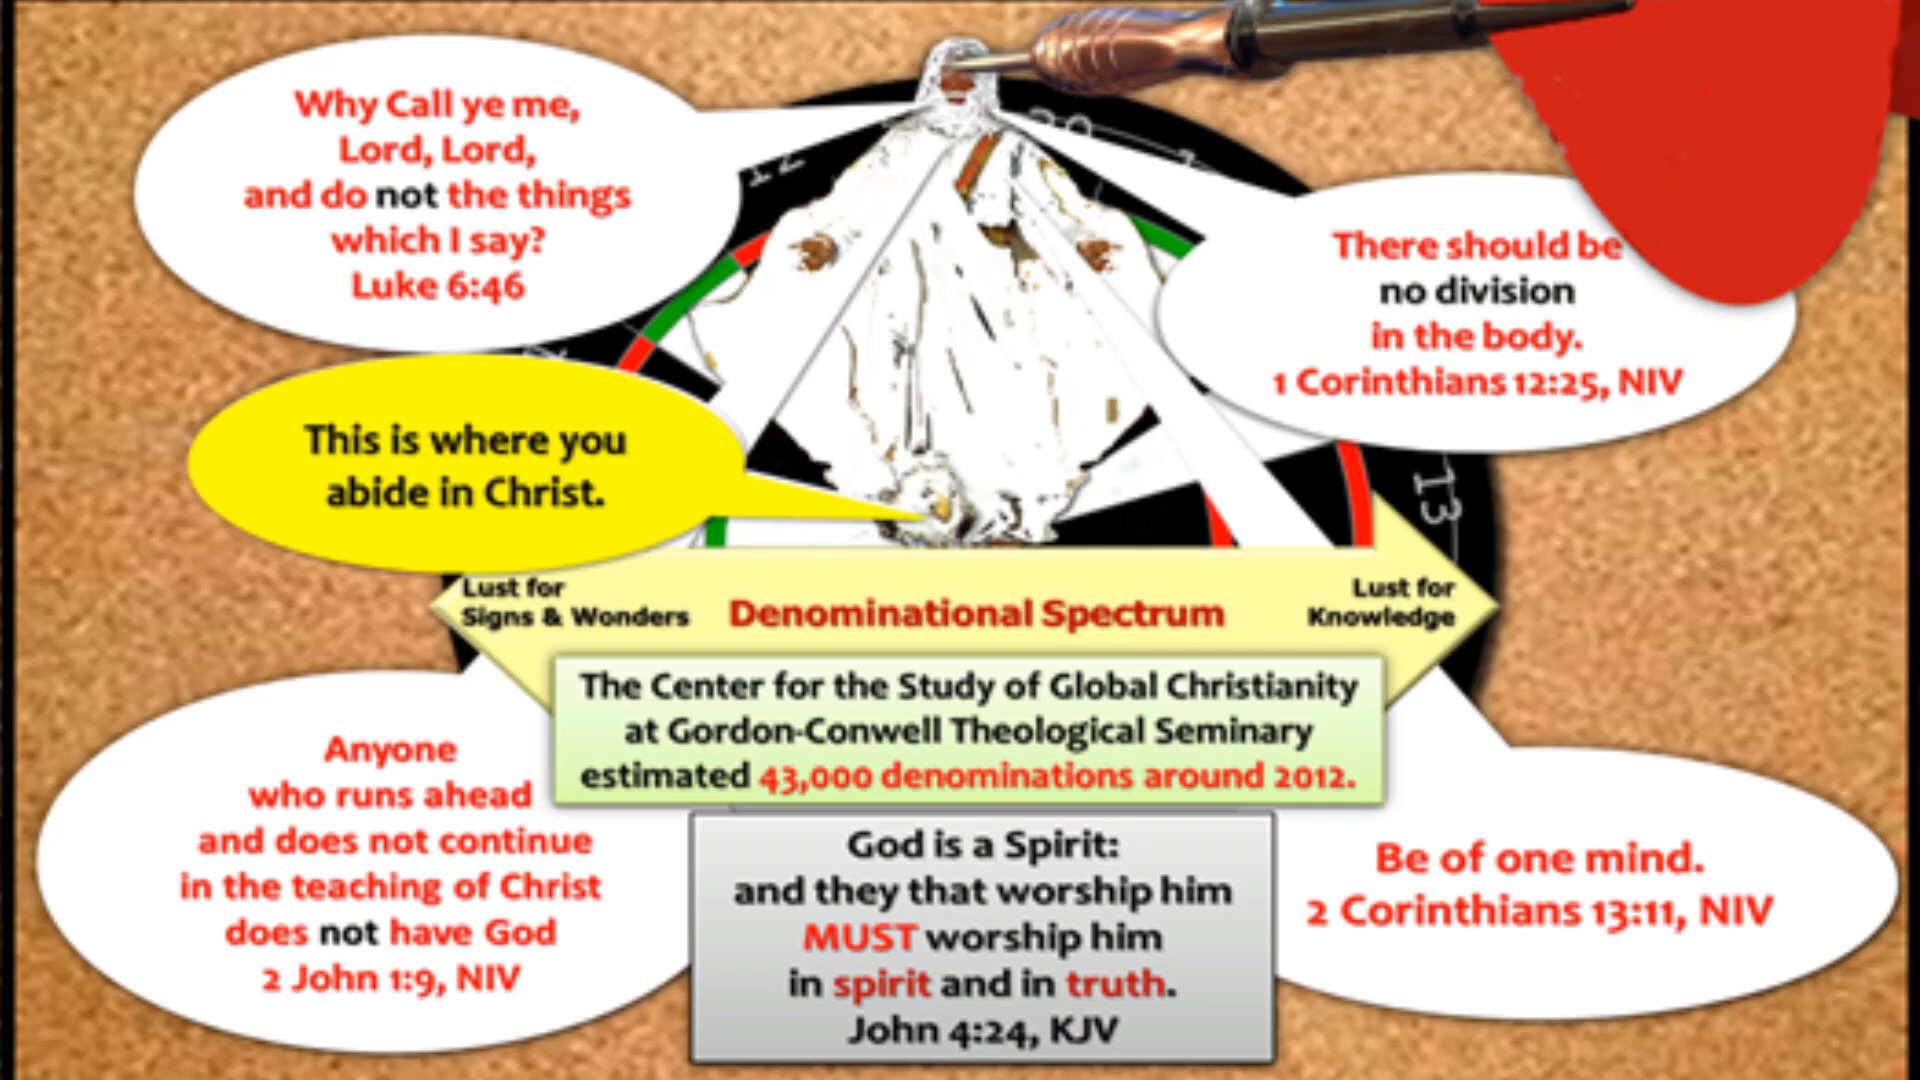 Why Call ye me,
Lord, Lord,
and do not the things
which I say?
Luke 6:46
There should be
no division
in the body.
1 Corinthians 12:25, NIV
This is where you
abide in Christ.
13
Lust for
Signs & Wonders
Denominational Spectrum
Lust for
Knowledge
The Center for the Study of Global Christianity
at Gordon-Conwell Theological Seminary
estimated 43,000 denominations around 2012.
Anyone
who runs ahead
and does not continue
in the teaching of Christ
does not have God
2 John 1:9, NIV
God is a Spirit:
and they that worship him
MUST worship him
in spirit and in truth.
John 4:24, KJV
Be of one mind.
2 Corinthians 13:11, NIV